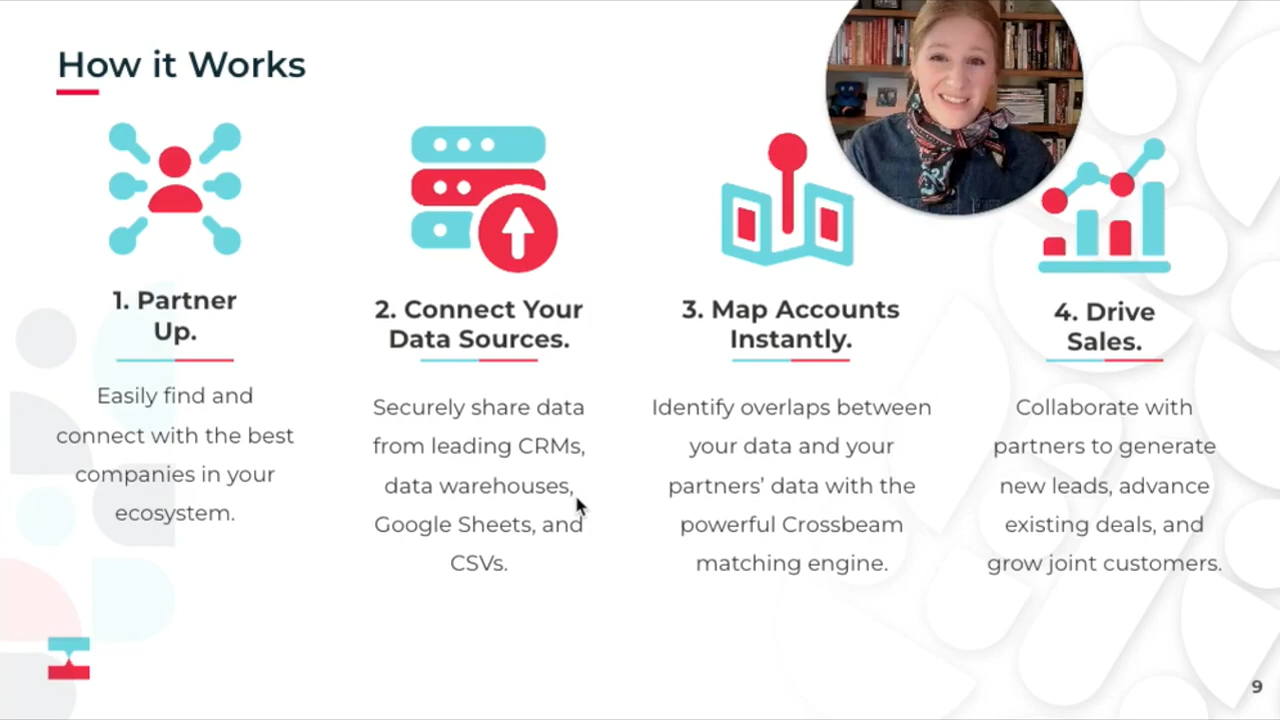 How it Works
1. Partner
Up.
Easily find and
connect with the best
companies in your
ecosystem.
2. Connect Your
Data Sources.
Securely share data
from leading CRMs,
data warehouses,
Google Sheets, and
CSVs.
3. Map Accounts
Instantly.
Identify overlaps between
your data and your
partners' data with the
powerful Crossbeam
matching engine.
4. Drive
Sales.
Collaborate with
partners to generate
new leads, advance
existing deals, and
grow joint customers.
9